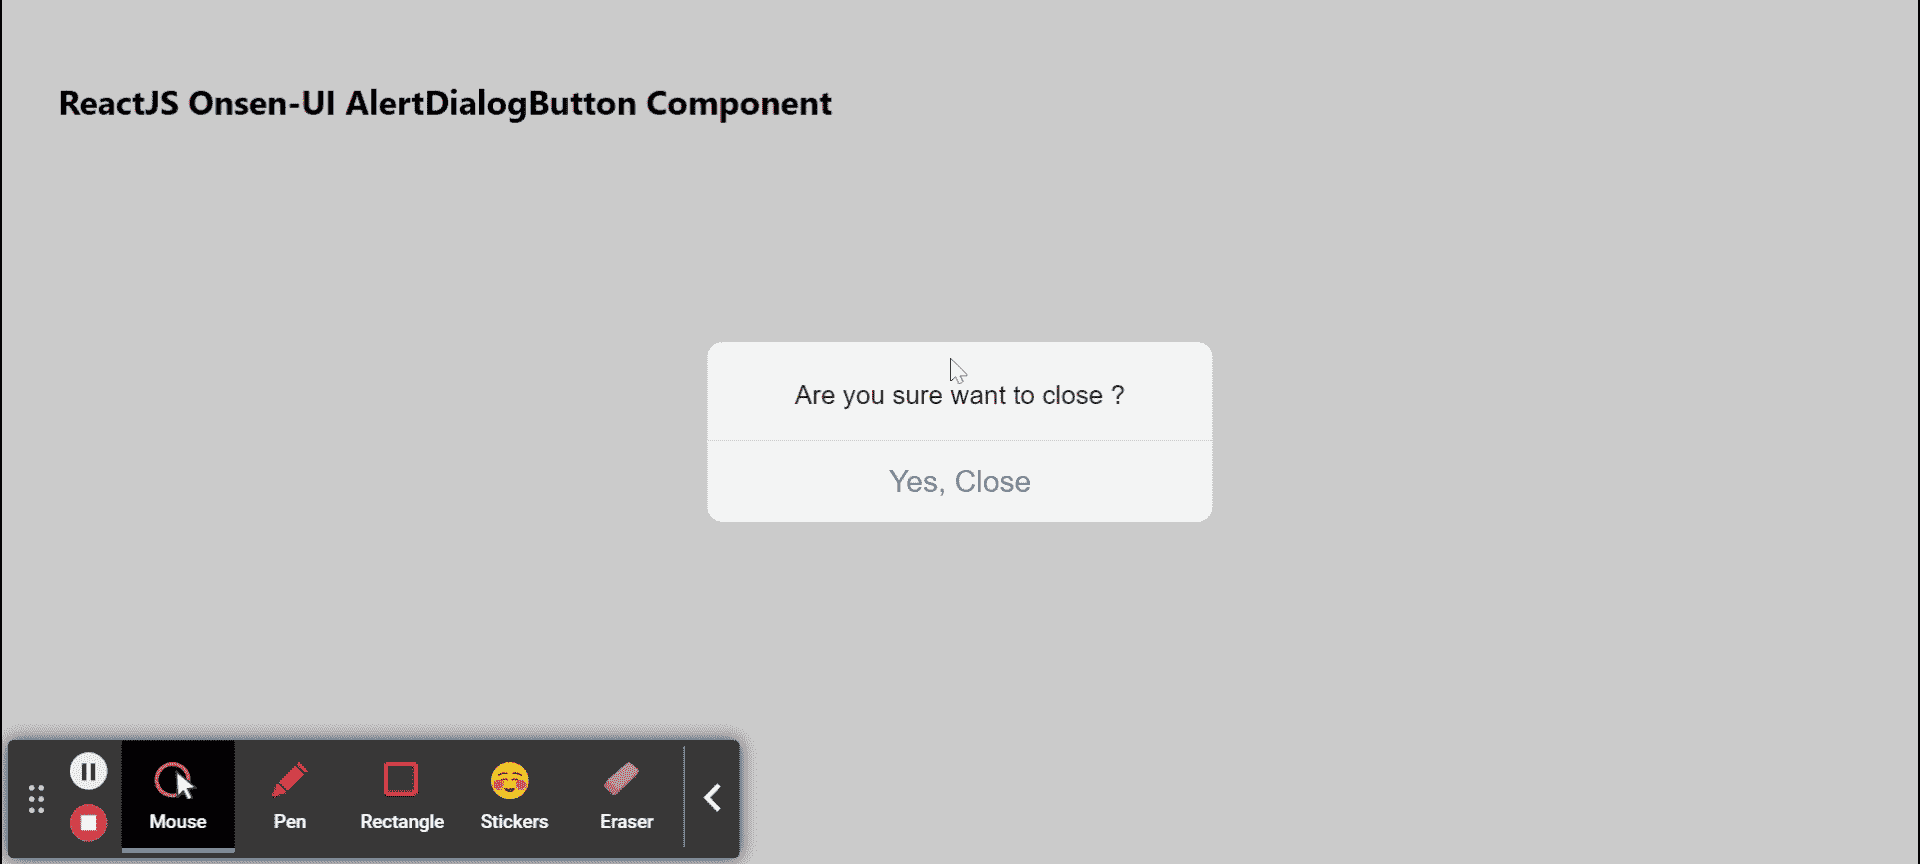 ReactJS Onsen-UI AlertDialogButton Component
Are you sure want to close ?
Yes, Close
Mouse Pen Rectangle Stickers Eraser